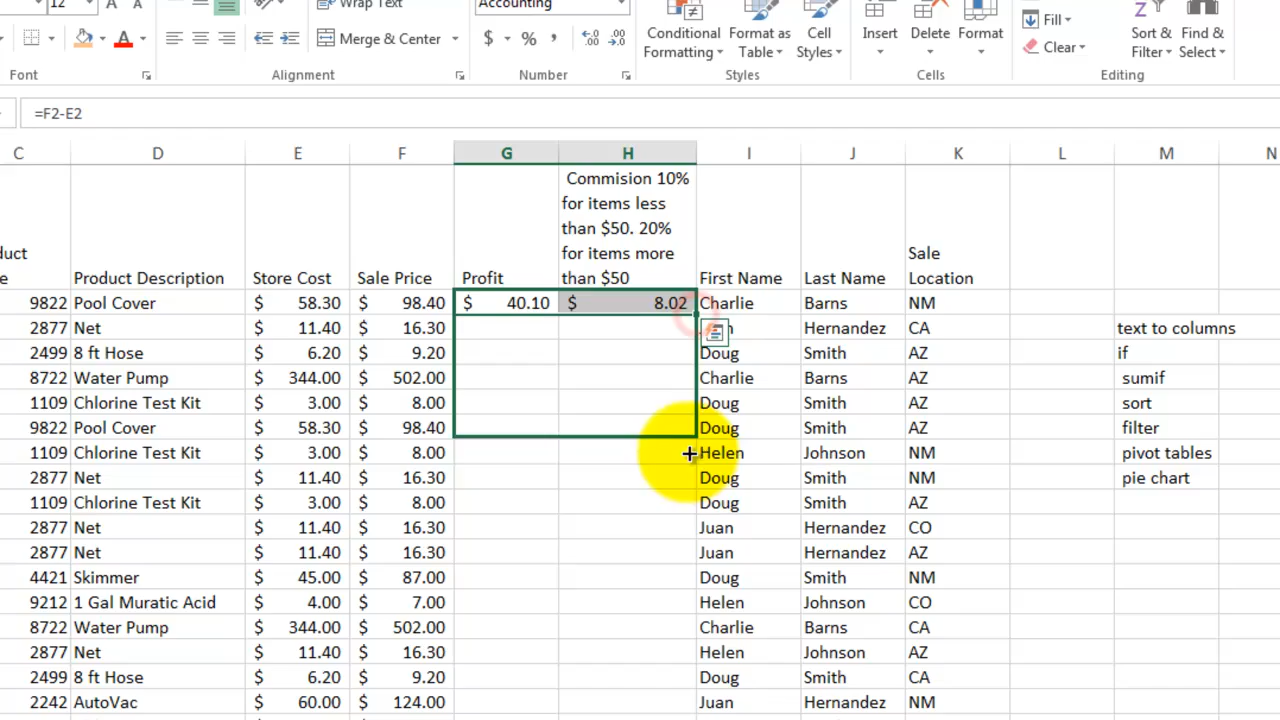 12 A A Wrap Text Accounting
Merge & Center $ % , Conditional Format as Cell Insert Delete Format Fill Sort & Find &
Formatting Table Styles Clear Filter Select
Font Alignment Number Styles Cells Editing
=F2-E2
C D E F G H I J K L M N
Commision 10%
for items less
than $50. 20%
for items more
than $50
duct Sale
e Product Description Store Cost Sale Price Profit First Name Last Name Location
9822 Pool Cover $ 58.30 $ 98.40 $ 40.10 $ 8.02 Charlie Barns NM
2877 Net $ 11.40 $ 16.30 Hernandez CA text to columns
2499 8 ft Hose $ 6.20 $ 9.20 Doug Smith AZ if
8722 Water Pump $ 344.00 $ 502.00 Charlie Barns AZ sumif
1109 Chlorine Test Kit $ 3.00 $ 8.00 Doug Smith AZ sort
9822 Pool Cover $ 58.30 $ 98.40 Doug Smith AZ filter
1109 Chlorine Test Kit $ 3.00 $ 8.00 Helen Johnson NM pivot tables
2877 Net $ 11.40 $ 16.30 Doug Smith NM pie chart
1109 Chlorine Test Kit $ 3.00 $ 8.00 Doug Smith AZ
2877 Net $ 11.40 $ 16.30 Juan Hernandez CO
2877 Net $ 11.40 $ 16.30 Juan Hernandez AZ
4421 Skimmer $ 45.00 $ 87.00 Doug Smith NM
9212 1 Gal Muratic Acid $ 4.00 $ 7.00 Helen Johnson CO
8722 Water Pump $ 344.00 $ 502.00 Charlie Barns CA
2877 Net $ 11.40 $ 16.30 Helen Johnson AZ
2499 8 ft Hose $ 6.20 $ 9.20 Doug Smith CA
2242 AutoVac $ 60.00 $ 124.00 Juan Hernandez NM